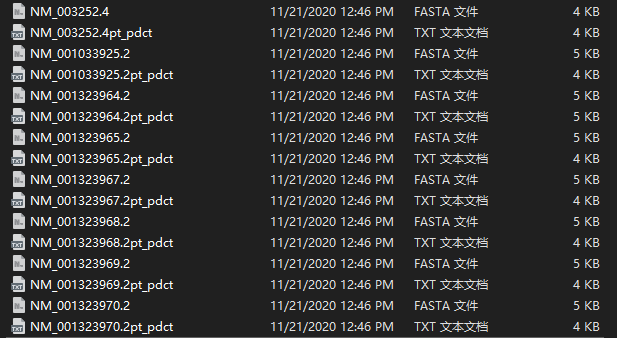 NM_003252.4 11/21/2020 12:46 PM FASTA 文件 4 KB
NM_003252.4pt_pdct 11/21/2020 12:46 PM TXT 文本文档 4 KB
NM_001033925.2 11/21/2020 12:46 PM FASTA 文件 5 KB
NM_001033925.2pt_pdct 11/21/2020 12:46 PM TXT 文本文档 4 KB
NM_001323964.2 11/21/2020 12:46 PM FASTA 文件 5 KB
NM_001323964.2pt_pdct 11/21/2020 12:46 PM TXT 文本文档 4 KB
NM_001323965.2 11/21/2020 12:46 PM FASTA 文件 5 KB
NM_001323965.2pt_pdct 11/21/2020 12:46 PM TXT 文本文档 4 KB
NM_001323967.2 11/21/2020 12:46 PM FASTA 文件 5 KB
NM_001323967.2pt_pdct 11/21/2020 12:46 PM TXT 文本文档 4 KB
NM_001323968.2 11/21/2020 12:46 PM FASTA 文件 5 KB
NM_001323968.2pt_pdct 11/21/2020 12:46 PM TXT 文本文档 4 KB
NM_001323969.2 11/21/2020 12:46 PM FASTA 文件 5 KB
NM_001323969.2pt_pdct 11/21/2020 12:46 PM TXT 文本文档 4 KB
NM_001323970.2 11/21/2020 12:46 PM FASTA 文件 5 KB
NM_001323970.2pt_pdct 11/21/2020 12:46 PM TXT 文本文档 4 KB